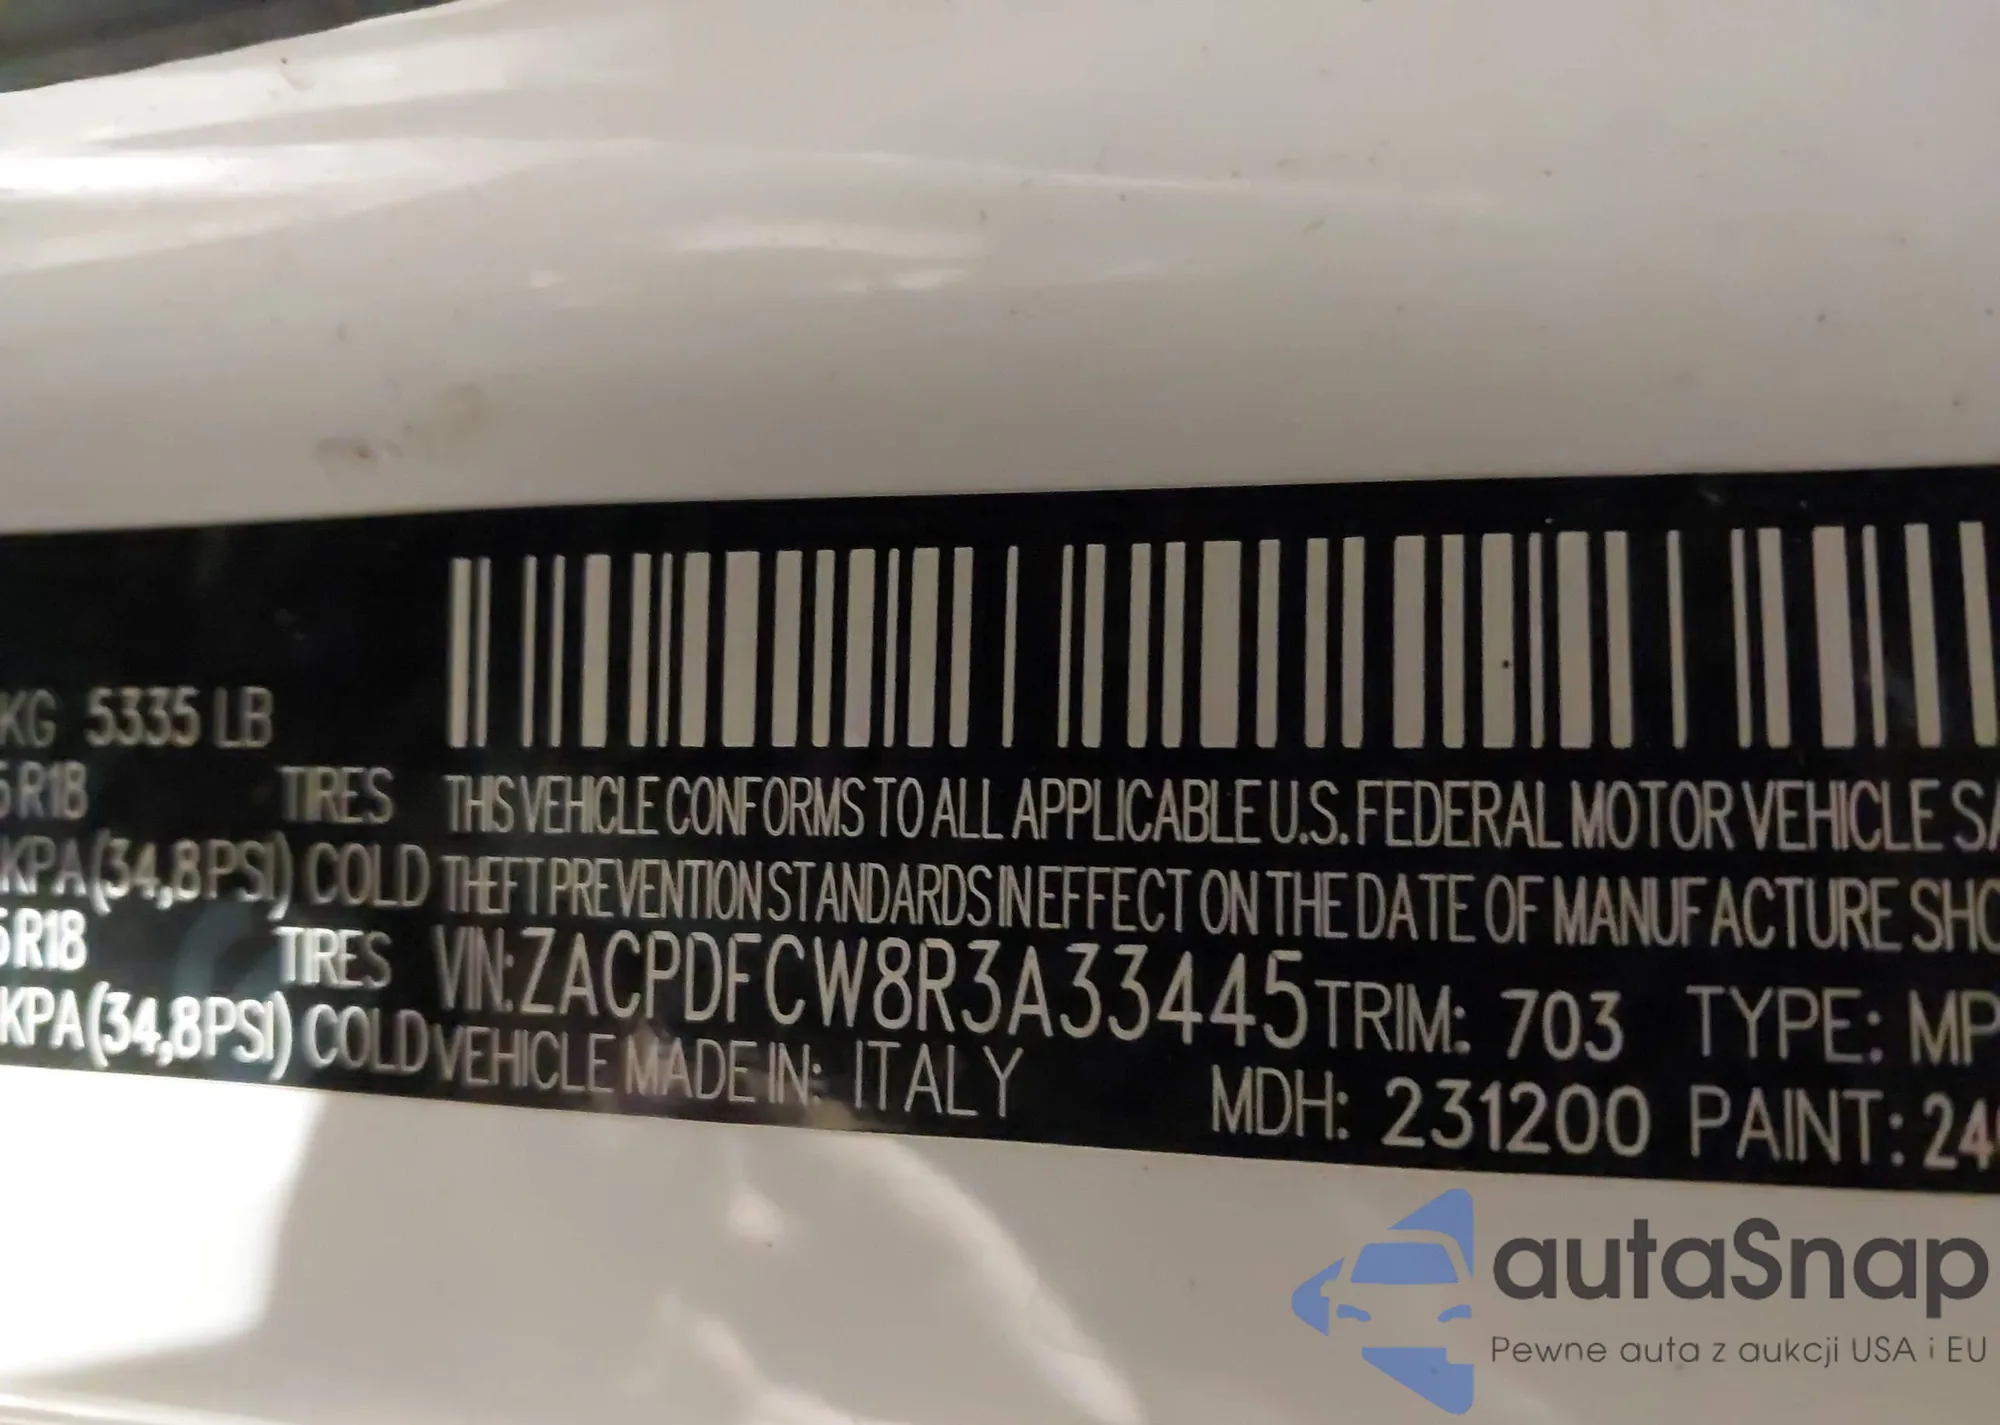 KG 5335 LB
5 R18 TIRES
KPA(34,8PSI) COLD
5 R18 TIRES
KPA(34,8PSI) COLD
THIS VEHICLE CONFORMS TO ALL APPLICABLE U.S. FEDERAL MOTOR VEHICLE SA
THEFT PREVENTION STANDARDS IN EFFECT ON THE DATE OF MANUFACTURE SHO
VIN:ZACPDFCW8R3A33445 TRIM: 703 TYPE: MP
VEHICLE MADE IN: ITALY MDH: 231200 PAINT: 240
autaSnap
Pewne auta z aukcji USA i EU